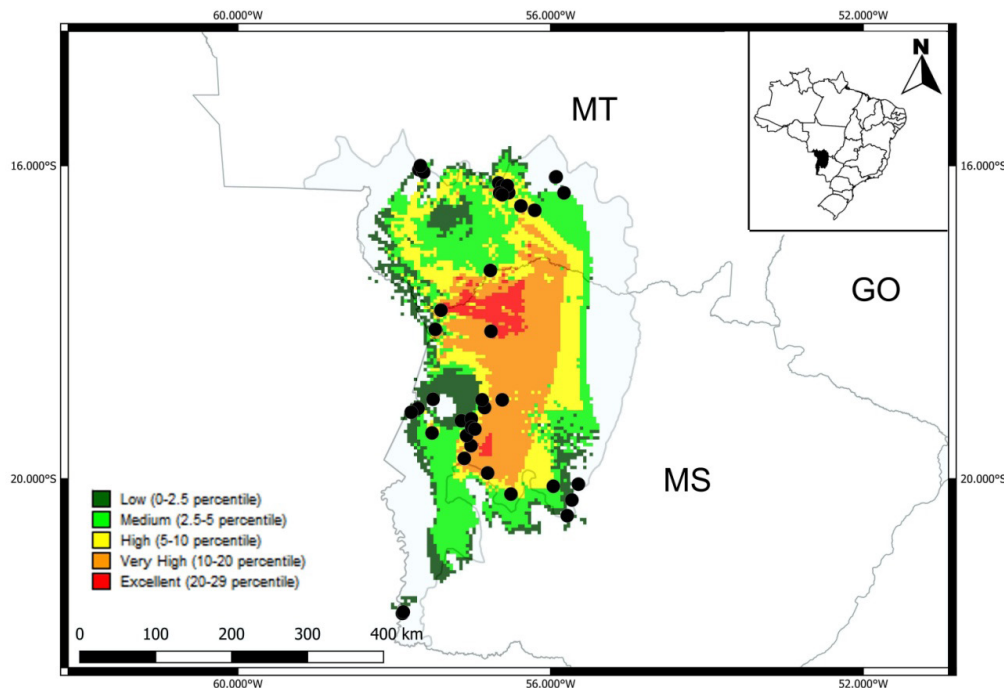 60.000°W 56.000°W 52.000°W
N
MT
16.000°S 16.000°S
GO
MS
20.000°S 20.000°S
Low (0-2.5 percentile)
Medium (2.5-5 percentile)
High (5-10 percentile)
Very High (10-20 percentile)
Excellent (20-29 percentile)
0 100 200 300 400 km
60.000°W 56.000°W 52.000°W